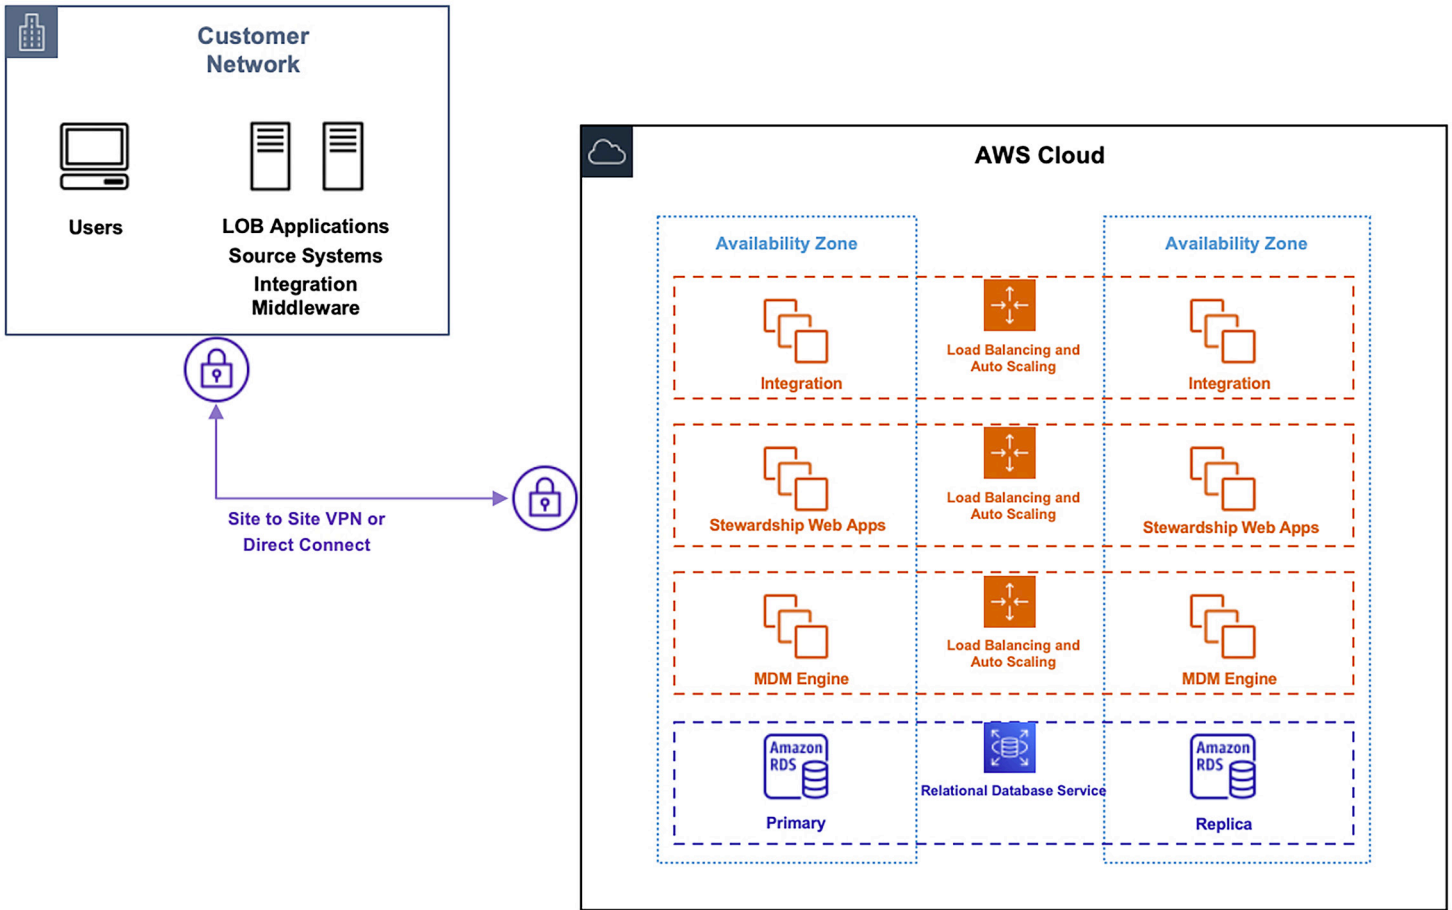 Customer
Network
Users
LOB Applications
Source Systems
Integration
Middleware
Site to Site VPN or
Direct Connect
AWS Cloud
Availability Zone
Availability Zone
Integration
Load Balancing and
Auto Scaling
Integration
Stewardship Web Apps
Load Balancing and
Auto Scaling
Stewardship Web Apps
MDM Engine
Load Balancing and
Auto Scaling
MDM Engine
Amazon
RDS
Primary
Relational Database Service
Amazon
RDS
Replica